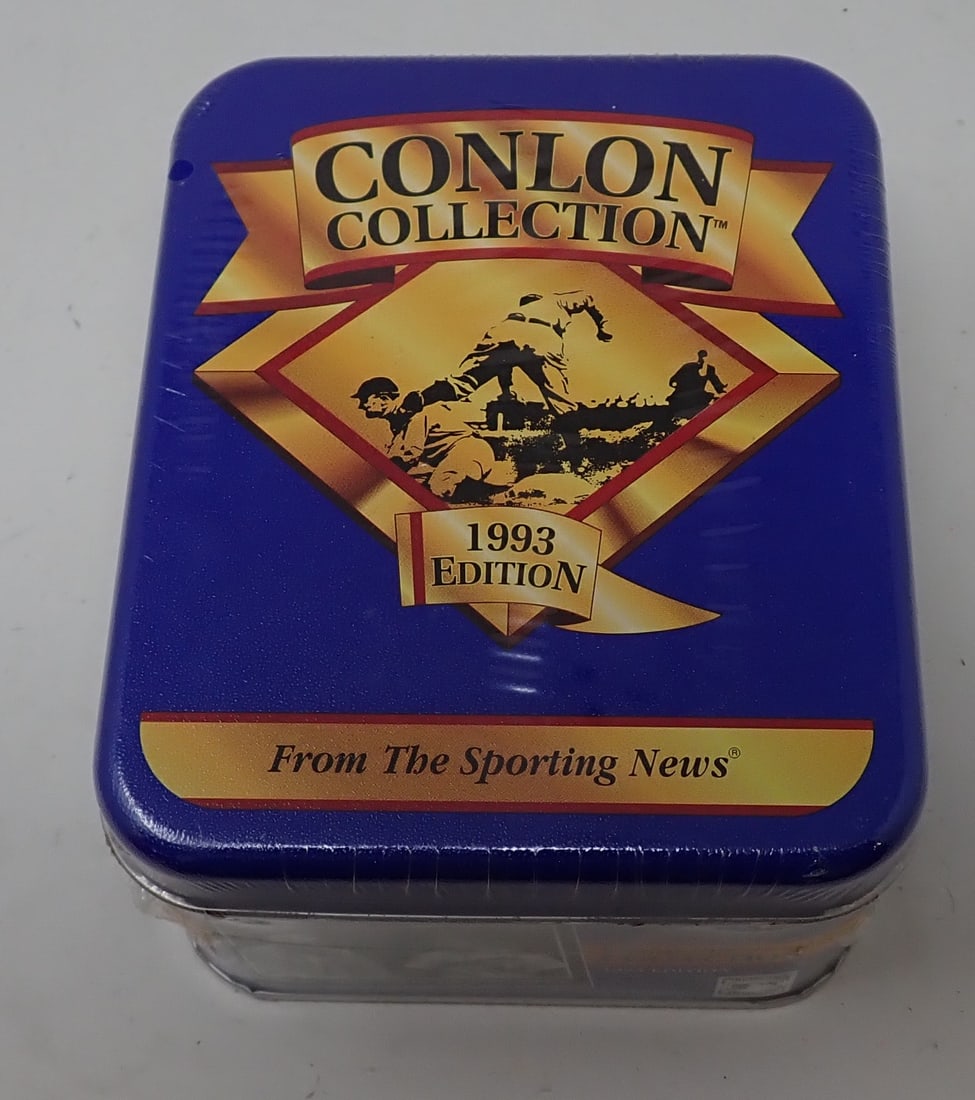 CONLON
COLLECTION™
1993
EDITION
From The Sporting News®